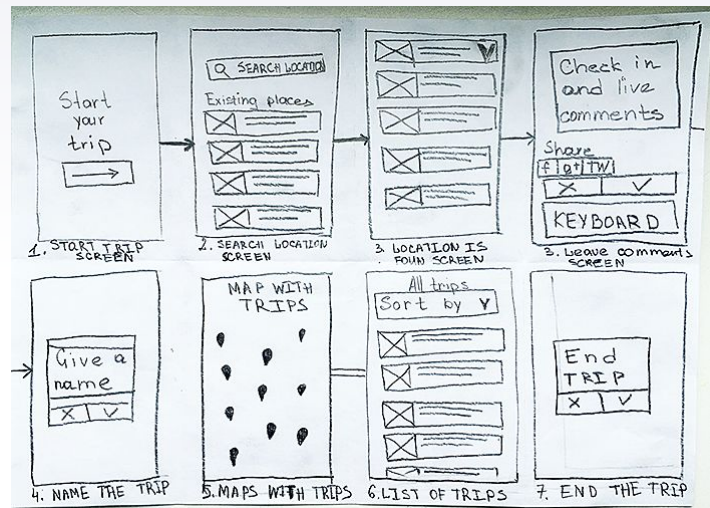 Start
your
trip
1. START TRIP
SCREEN
SEARCH LOCATION
Existing places
2. SEARCH LOCATION
SCREEN
3. LOCATION IS
FOUN SCREEN
Check in
and live
comments
Share
f g+ TW
KEYBOARD
3. Leave comments
SCREEN
Give a
name
4. NAME THE TRIP
MAP WITH
TRIPS
5. MAPS WITH TRIPS
All trips
Sort by V
6. LIST OF TRIPS
End
TRIP
7. END THE TRIP